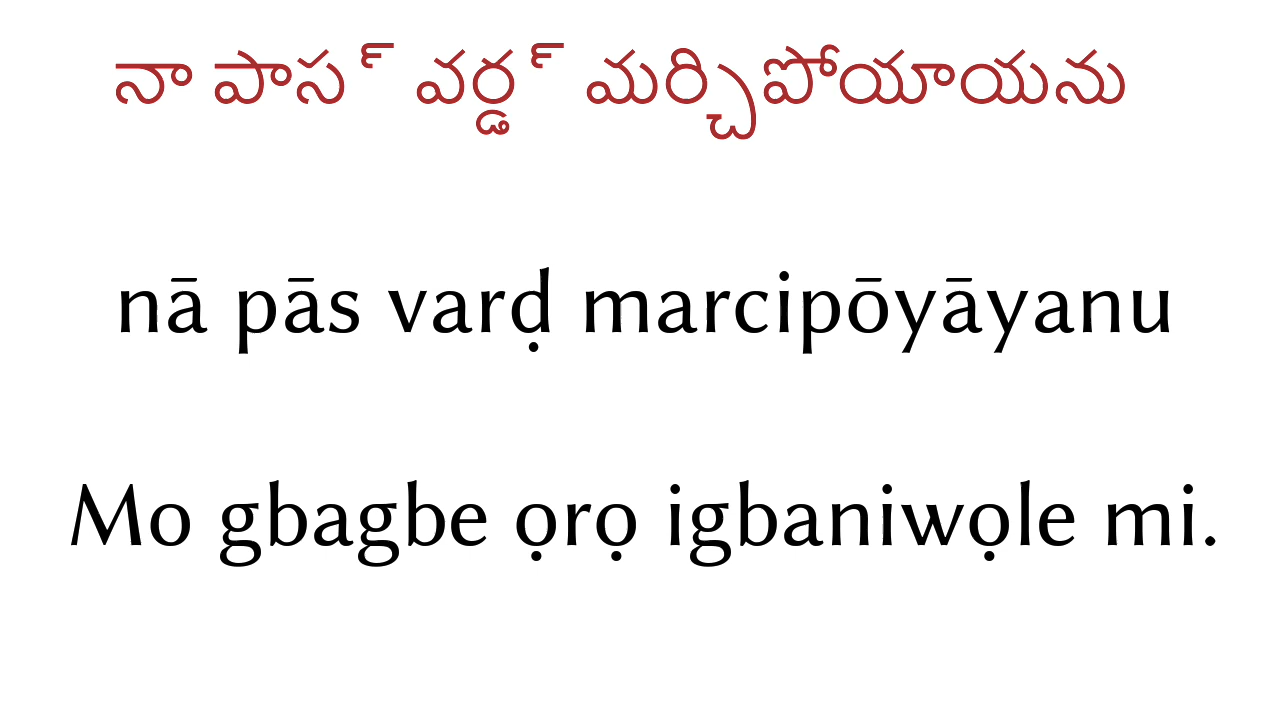 నా పాస్ వర్డ్ మర్చిపోయాయను
nā pās varḍ marcipōyāyanu
Mo gbagbe ọrọ igbaniwọle mi.